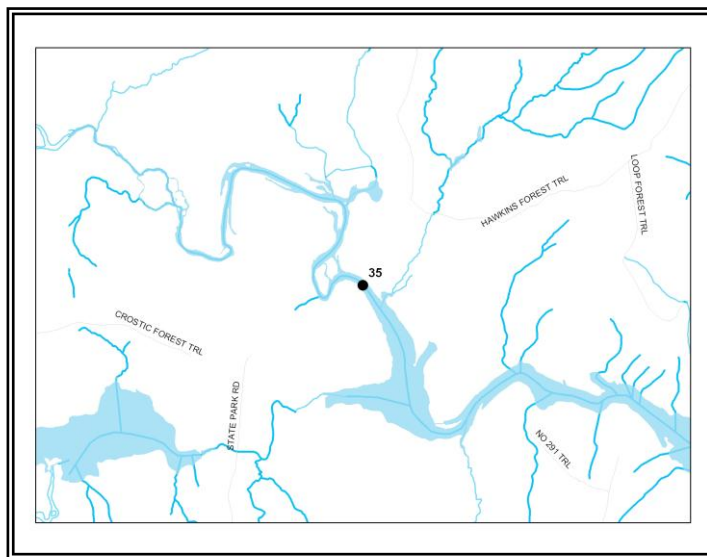 HAWKINS FOREST TRL
LOOP FOREST TRL
35
CROSTIC FOREST TRL
STATE PARK RD
NO 291 TRL